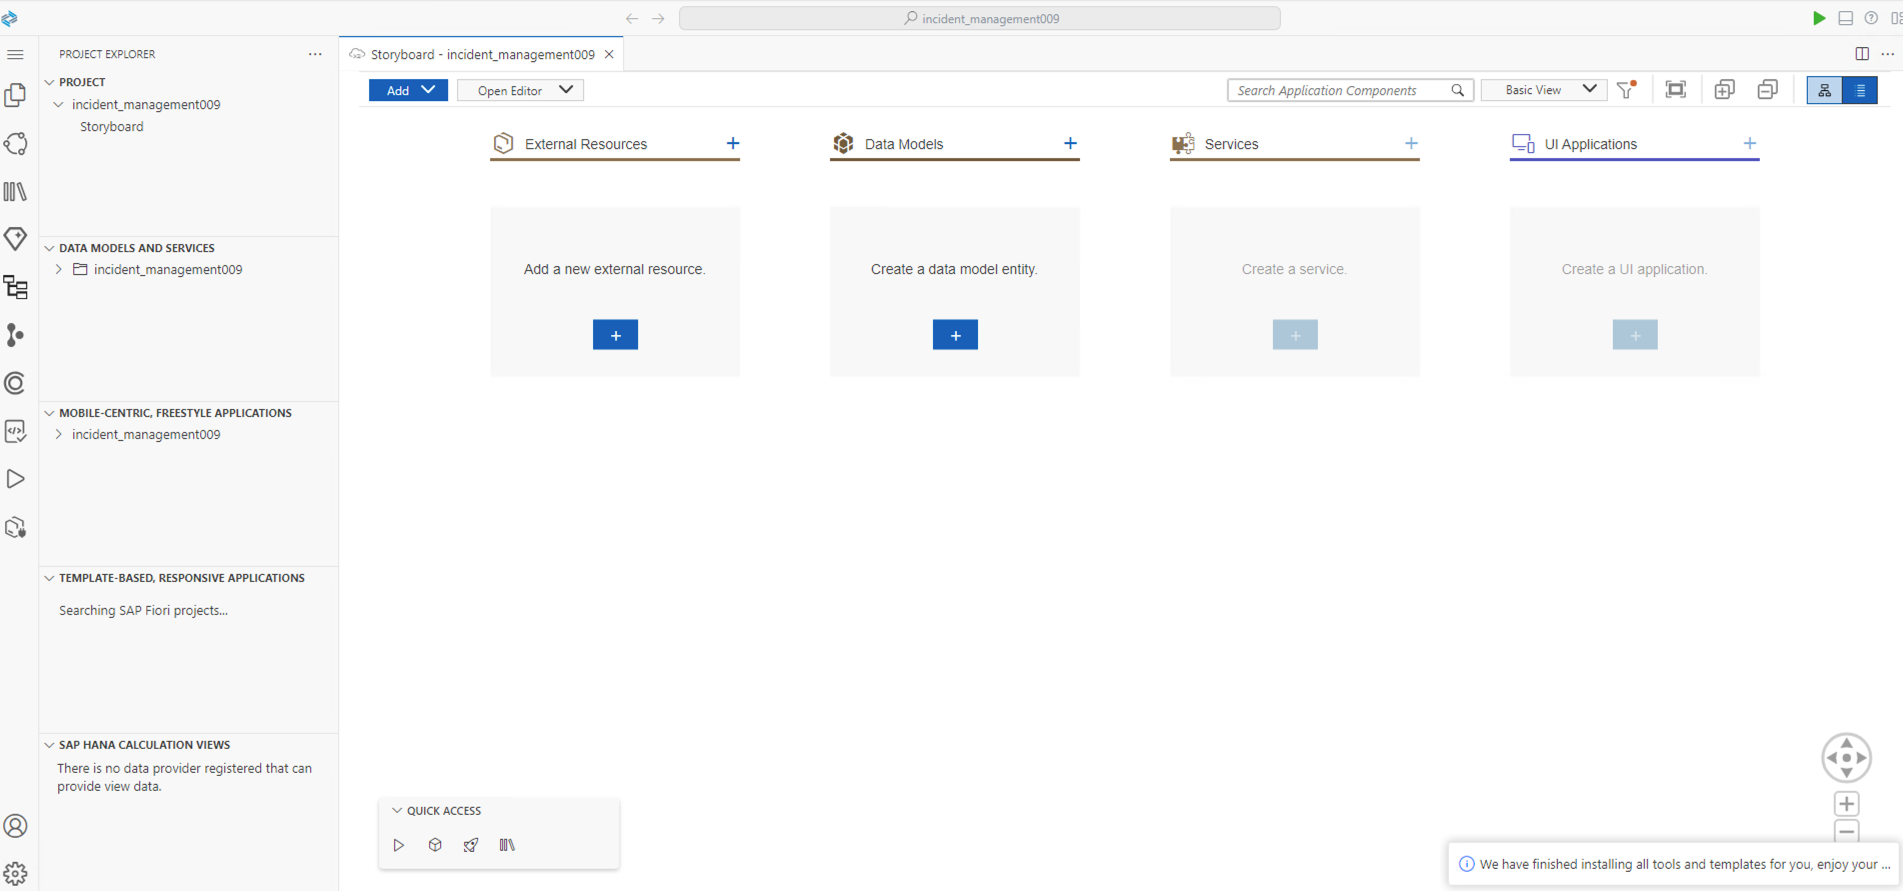 incident_management009
PROJECT EXPLORER
PROJECT
incident_management009
Storyboard
DATA MODELS AND SERVICES
incident_management009
MOBILE-CENTRIC, FREESTYLE APPLICATIONS
incident_management009
TEMPLATE-BASED, RESPONSIVE APPLICATIONS
Searching SAP Fiori projects...
SAP HANA CALCULATION VIEWS
There is no data provider registered that can
provide view data.
Storyboard - incident_management009
Add
Open Editor
Search Application Components
Basic View
External Resources
Data Models
Services
UI Applications
Add a new external resource.
Create a data model entity.
Create a service.
Create a UI application.
QUICK ACCESS
We have finished installing all tools and templates for you, enjoy your ...